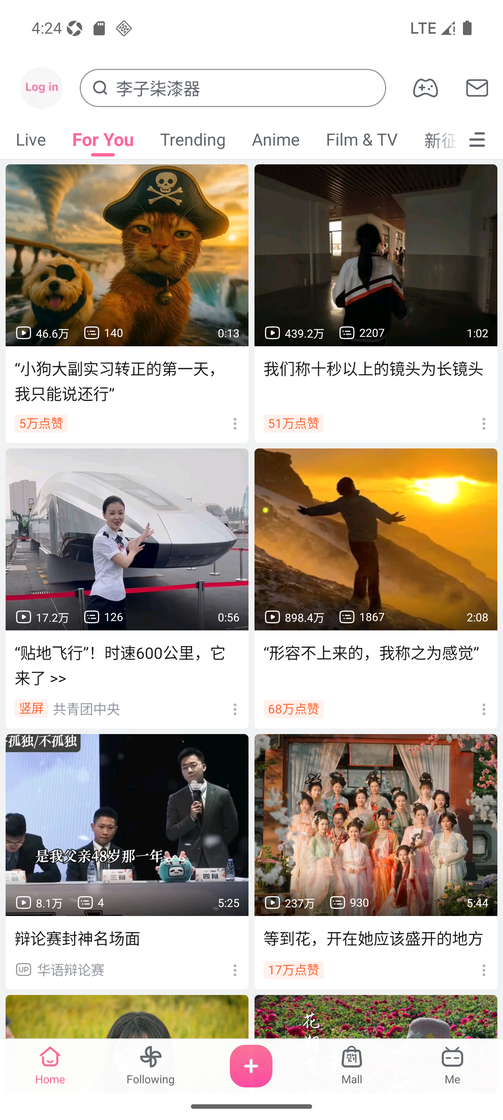 4:24
LTE
Log in
李子柒漆器
Live
For You
Trending
Anime
Film & TV
新征
46.6万
140
0:13
439.2万
2207
1:02
“小狗大副实习转正的第一天，
我只能说还行”
5万点赞
我们称十秒以上的镜头为长镜头
51万点赞
17.2万
126
0:56
898.4万
1867
2:08
“贴地飞行”！时速600公里，它
来了 >>
竖屏
共青团中央
“形容不上来的，我称之为感觉”
68万点赞
孤独/不孤独
是我父亲48岁那一年
8.1万
4
5:25
237万
930
5:44
辩论赛封神名场面
UP
华语辩论赛
等到花，开在她应该盛开的地方
17万点赞
花
Home
Following
Mall
Me